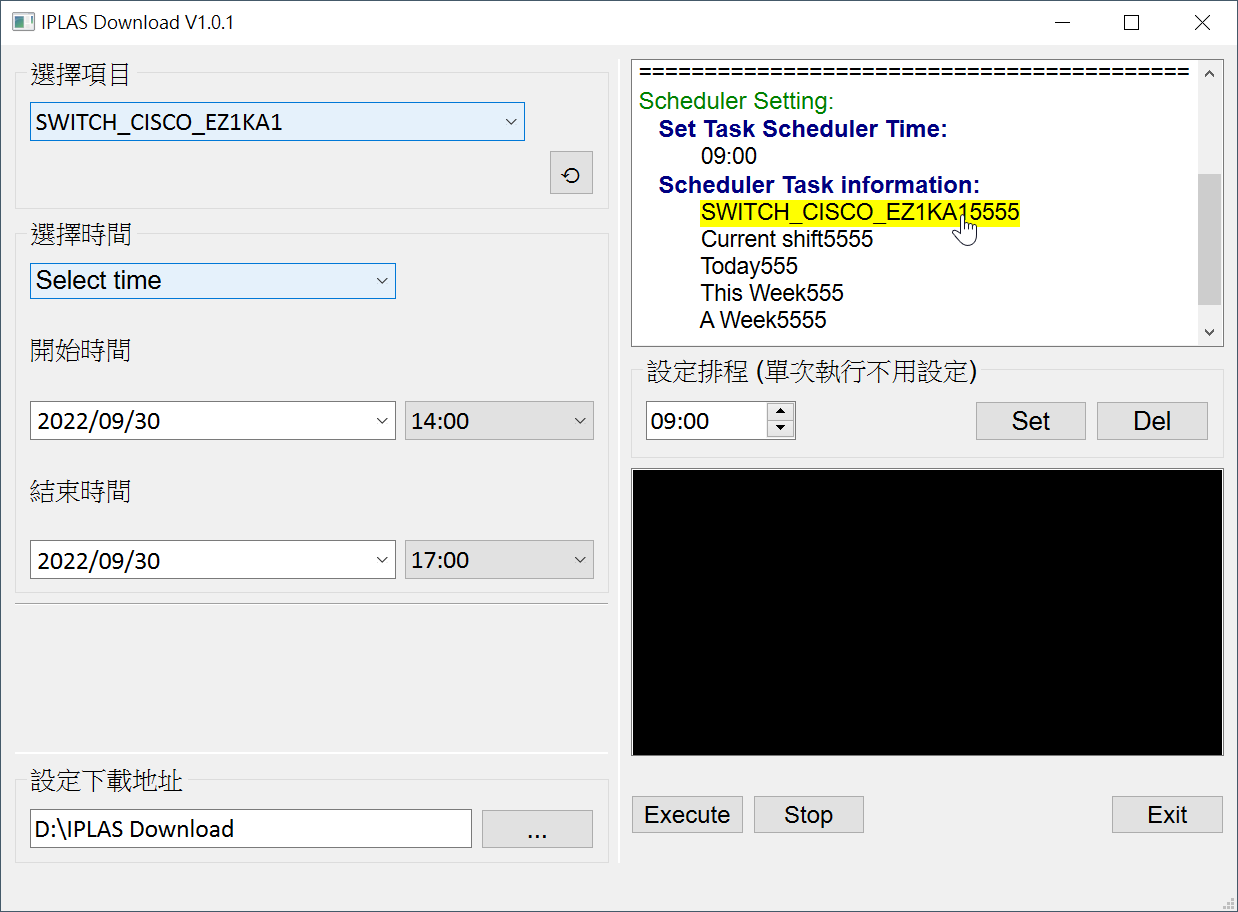 IPLAS Download V1.0.1
選擇項目
SWITCH_CISCO_EZ1KA1
選擇時間
Select time
開始時間
2022/09/30
14:00
結束時間
2022/09/30
17:00
設定下載地址
D:\IPLAS Download
...
==========================================
Scheduler Setting:
Set Task Scheduler Time:
09:00
Scheduler Task information:
SWITCH_CISCO_EZ1KA15555
Current shift5555
Today555
This Week555
A Week5555
設定排程 (單次執行不用設定)
09:00
Set
Del
Execute
Stop
Exit